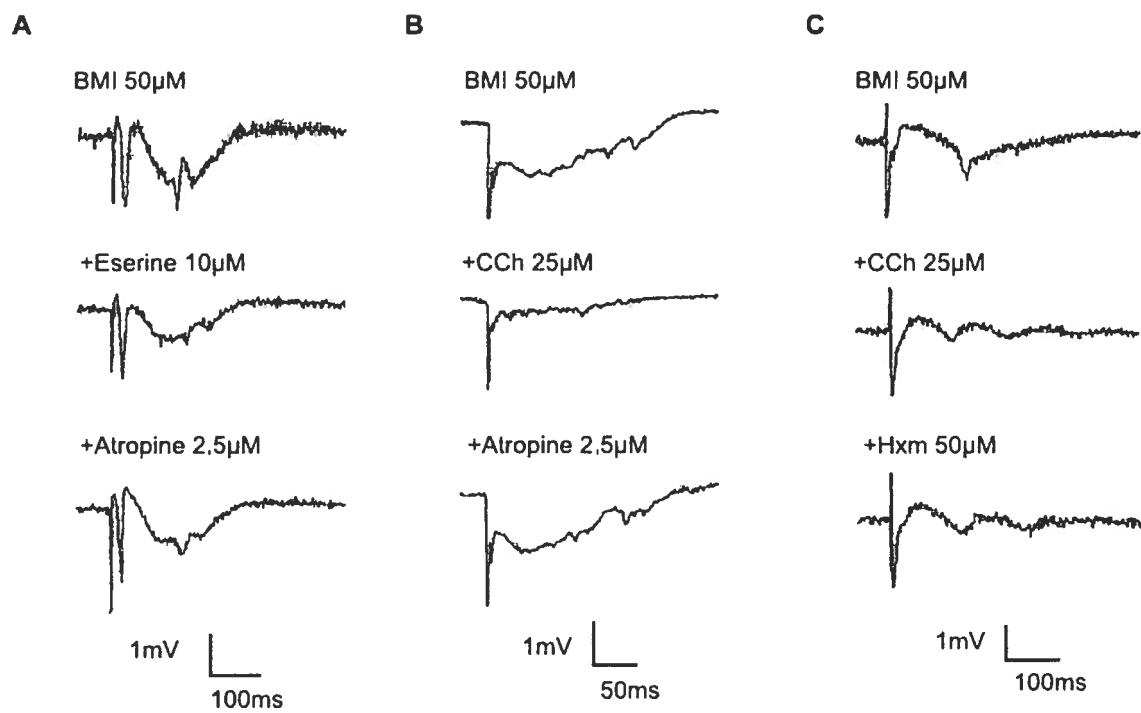 A
B
C
BMI 50µM
BMI 50µM
BMI 50µM
+Eserine 10µM
+CCh 25µM
+CCh 25µM
+Atropine 2,5µM
+Atropine 2,5µM
+Hxm 50µM
1mV
100ms
1mV
50ms
1mV
100ms